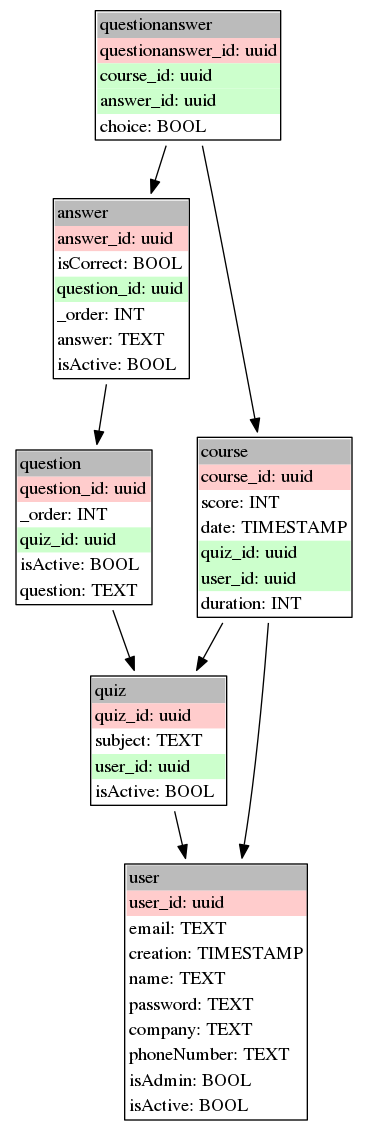 questionanswer
questionanswer_id: uuid
course_id: uuid
answer_id: uuid
choice: BOOL
answer
answer_id: uuid
isCorrect: BOOL
question_id: uuid
_order: INT
answer: TEXT
isActive: BOOL
question
question_id: uuid
_order: INT
quiz_id: uuid
isActive: BOOL
question: TEXT
course
course_id: uuid
score: INT
date: TIMESTAMP
quiz_id: uuid
user_id: uuid
duration: INT
quiz
quiz_id: uuid
subject: TEXT
user_id: uuid
isActive: BOOL
user
user_id: uuid
email: TEXT
creation: TIMESTAMP
name: TEXT
password: TEXT
company: TEXT
phoneNumber: TEXT
isAdmin: BOOL
isActive: BOOL